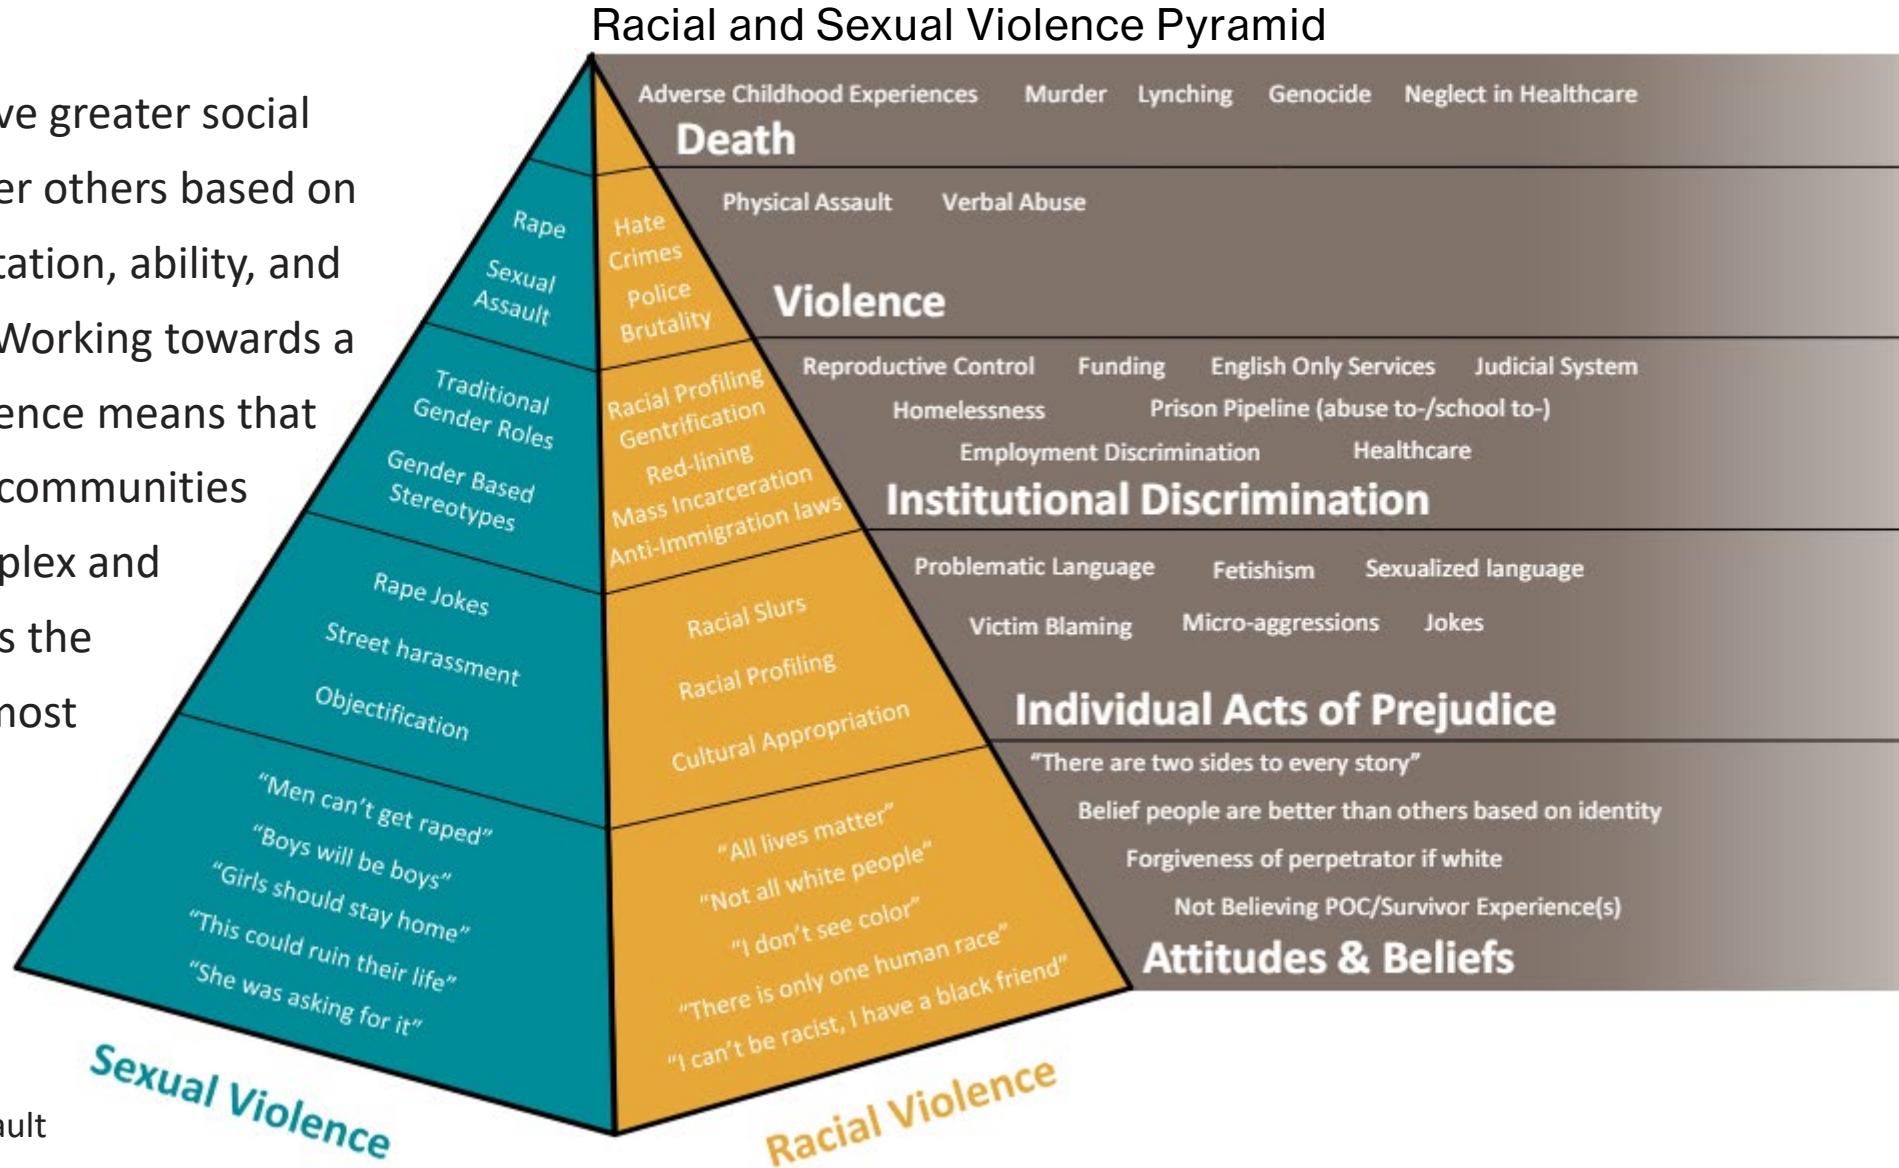 Racial and Sexual Violence Pyramid
ve greater social
er others based on
tation, ability, and
Working towards a
ence means that
communities
plex and
s the
most
ault
Adverse Childhood Experiences Murder Lynching Genocide Neglect in Healthcare
Death
Physical Assault Verbal Abuse
Violence
Reproductive Control Funding English Only Services Judicial System
Homelessness Prison Pipeline (abuse to-/school to-)
Employment Discrimination Healthcare
Institutional Discrimination
Problematic Language Fetishism Sexualized language
Victim Blaming Micro-aggressions Jokes
Individual Acts of Prejudice
“There are two sides to every story”
Belief people are better than others based on identity
Forgiveness of perpetrator if white
Not Believing POC/Survivor Experience(s)
Attitudes & Beliefs
Rape
Sexual
Assault
Traditional
Gender Roles
Gender Based
Stereotypes
Rape Jokes
Street harassment
Objectification
“Men can’t get raped”
“Boys will be boys”
“Girls should stay home”
“This could ruin their life”
“She was asking for it”
Sexual Violence
Hate
Crimes
Police
Brutality
Racial Profiling
Gentrification
Red-lining
Mass Incarceration
Anti-Immigration laws
Racial Slurs
Racial Profiling
Cultural Appropriation
“All lives matter”
“Not all white people”
“I don’t see color”
“There is only one human race”
“I can’t be racist, I have a black friend”
Racial Violence